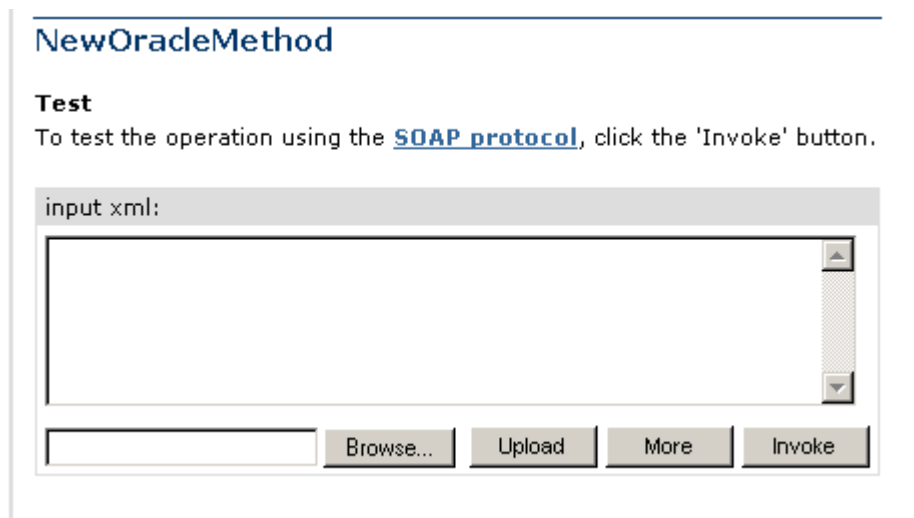 NewOracleMethod
Test
To test the operation using the SOAP protocol, click the 'Invoke' button.
input xml:
Browse... Upload More Invoke